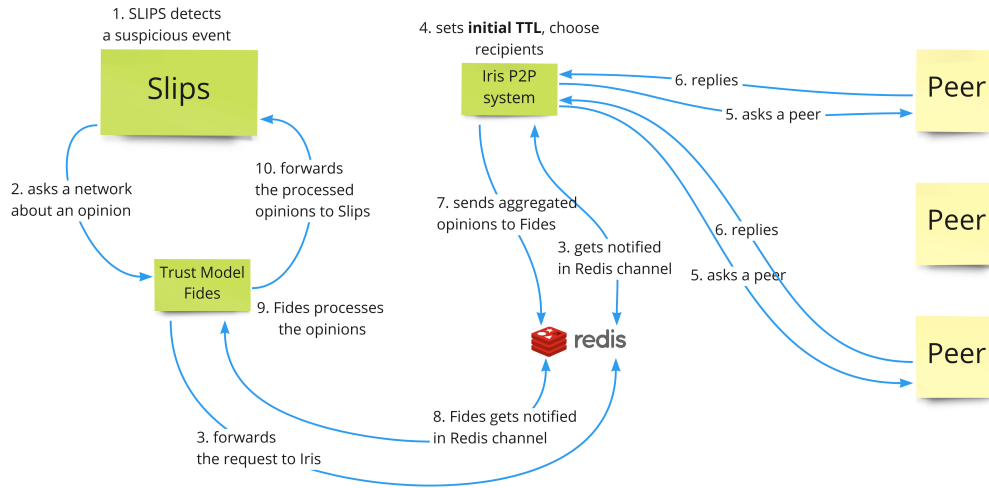 1. SLIPS detects
a suspicious event
Slips
2. asks a network
about an opinion
10. forwards
the processed
opinions to Slips
Trust Model
Fides
9. Fides processes
the opinions
3. forwards
the request to Iris
8. Fides gets notified
in Redis channel
4. sets initial TTL, choose
recipients
Iris P2P
system
7. sends aggregated
opinions to Fides
3. gets notified
in Redis channel
redis
6. replies
5. asks a peer
6. replies
5. asks a peer
Peer
Peer
Peer